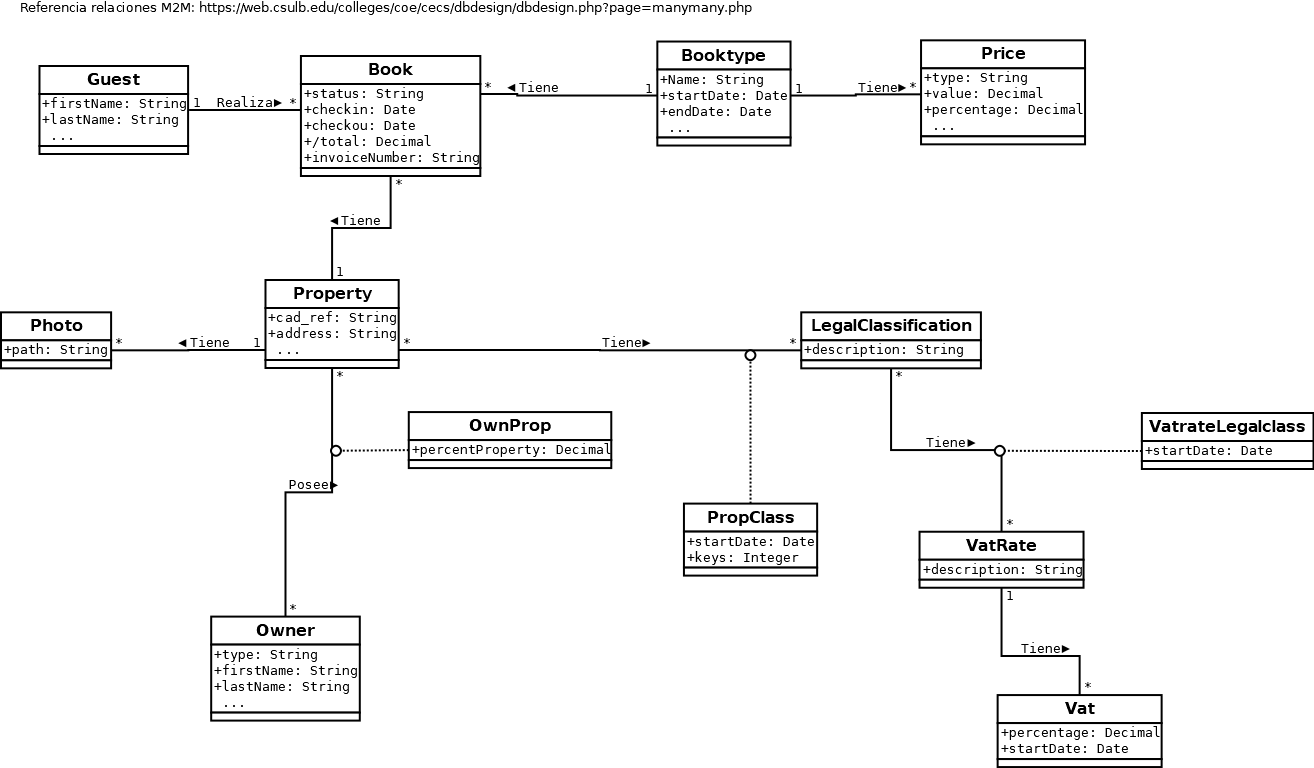 Referencia relaciones M2M: https://web.csulb.edu/colleges/coe/cecs/dbdesign/dbdesign.php?page=manymany.php
Guest
+firstName: String
+lastName: String
...
1 Realiza► *
Book
+status: String
+checkin: Date
+checkou: Date
+/total: Decimal
+invoiceNumber: String
* ◄Tiene 1
Booktype
+Name: String
+startDate: Date
+endDate: Date
...
1 Tiene► *
Price
+type: String
+value: Decimal
+percentage: Decimal
...
*
◄Tiene
1
Property
+cad_ref: String
+address: String
...
Photo
+path: String
* ◄Tiene 1
* Tiene► *
LegalClassification
+description: String
*
OwnProp
+percentProperty: Decimal
Posee►
*
Owner
+type: String
+firstName: String
+lastName: String
...
PropClass
+startDate: Date
+keys: Integer
*
Tiene►
VatrateLegalclass
+startDate: Date
*
VatRate
+description: String
1
Tiene►
*
Vat
+percentage: Decimal
+startDate: Date